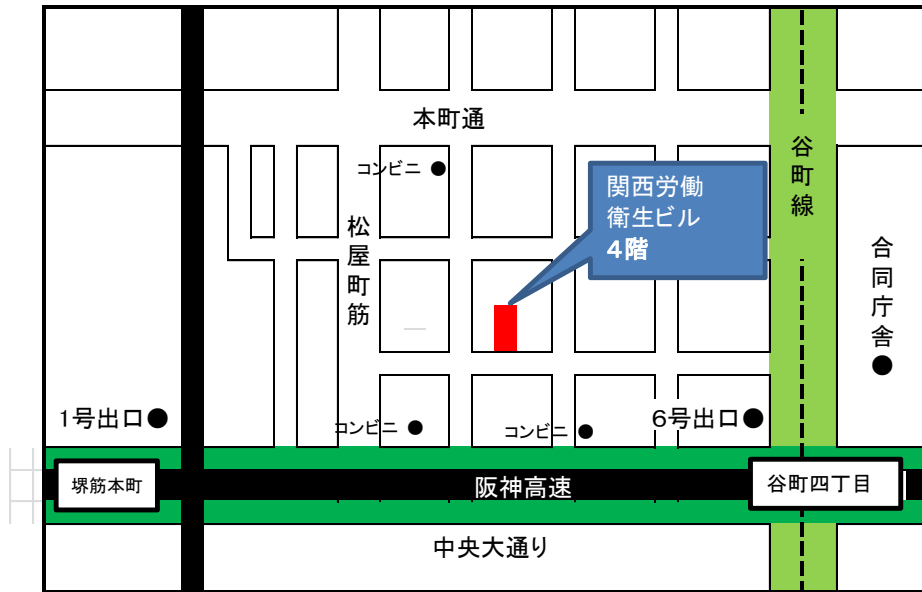 本町通
コンビニ
関西労働
衛生ビル
4階
谷町線
松屋町筋
合同庁舎
1号出口
コンビニ
コンビニ
6号出口
堺筋本町
阪神高速
谷町四丁目
中央大通り